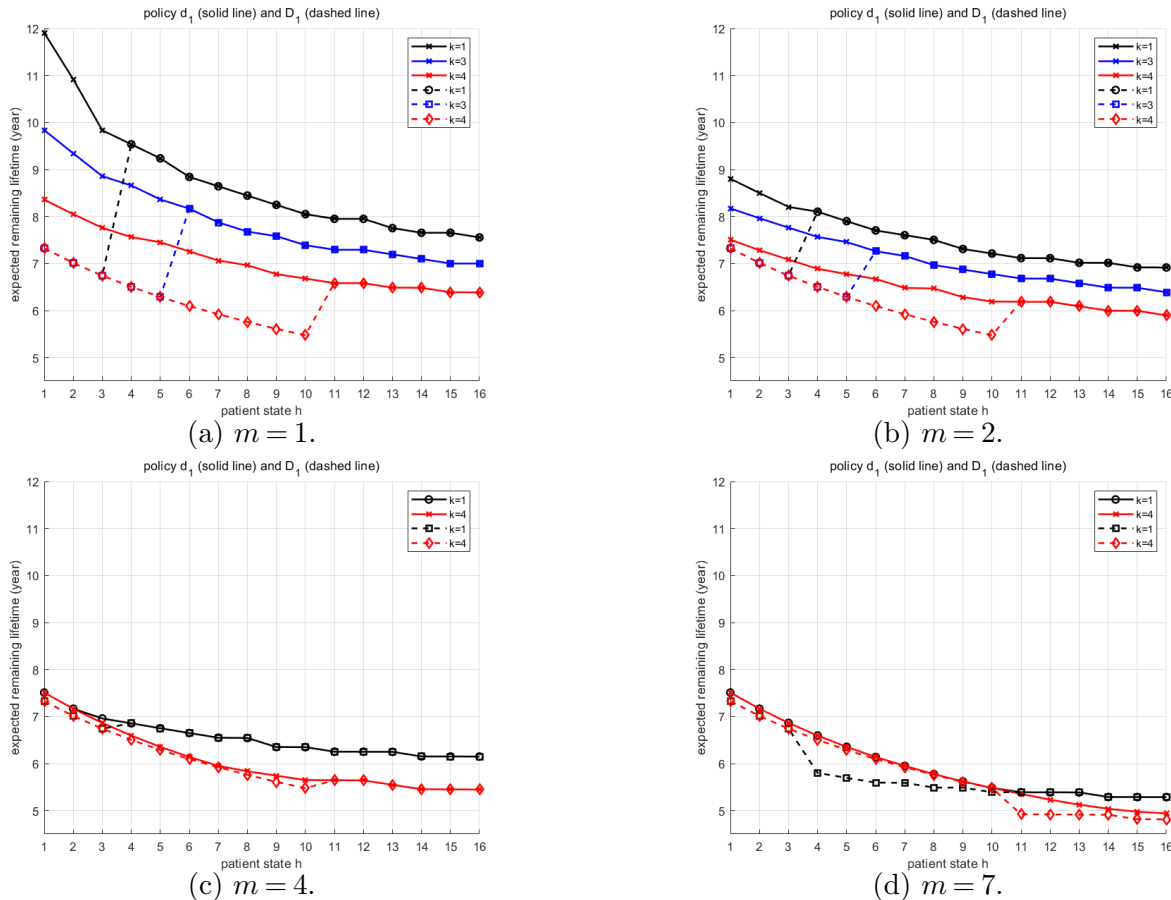 policy d₁ (solid line) and D₁ (dashed line)
12
11
10
9
8
7
6
5
expected remaining lifetime (year)
k=1
k=3
k=4
k=1
k=3
k=4
1 2 3 4 5 6 7 8 9 10 11 12 13 14 15 16
patient state h
(a) m = 1.
policy d₁ (solid line) and D₁ (dashed line)
12
11
10
9
8
7
6
5
expected remaining lifetime (year)
k=1
k=3
k=4
k=1
k=3
k=4
1 2 3 4 5 6 7 8 9 10 11 12 13 14 15 16
patient state h
(b) m = 2.
policy d₁ (solid line) and D₁ (dashed line)
12
11
10
9
8
7
6
5
expected remaining lifetime (year)
k=1
k=4
k=1
k=4
1 2 3 4 5 6 7 8 9 10 11 12 13 14 15 16
patient state h
(c) m = 4.
policy d₁ (solid line) and D₁ (dashed line)
12
11
10
9
8
7
6
5
expected remaining lifetime (year)
k=1
k=4
k=1
k=4
1 2 3 4 5 6 7 8 9 10 11 12 13 14 15 16
patient state h
(d) m = 7.